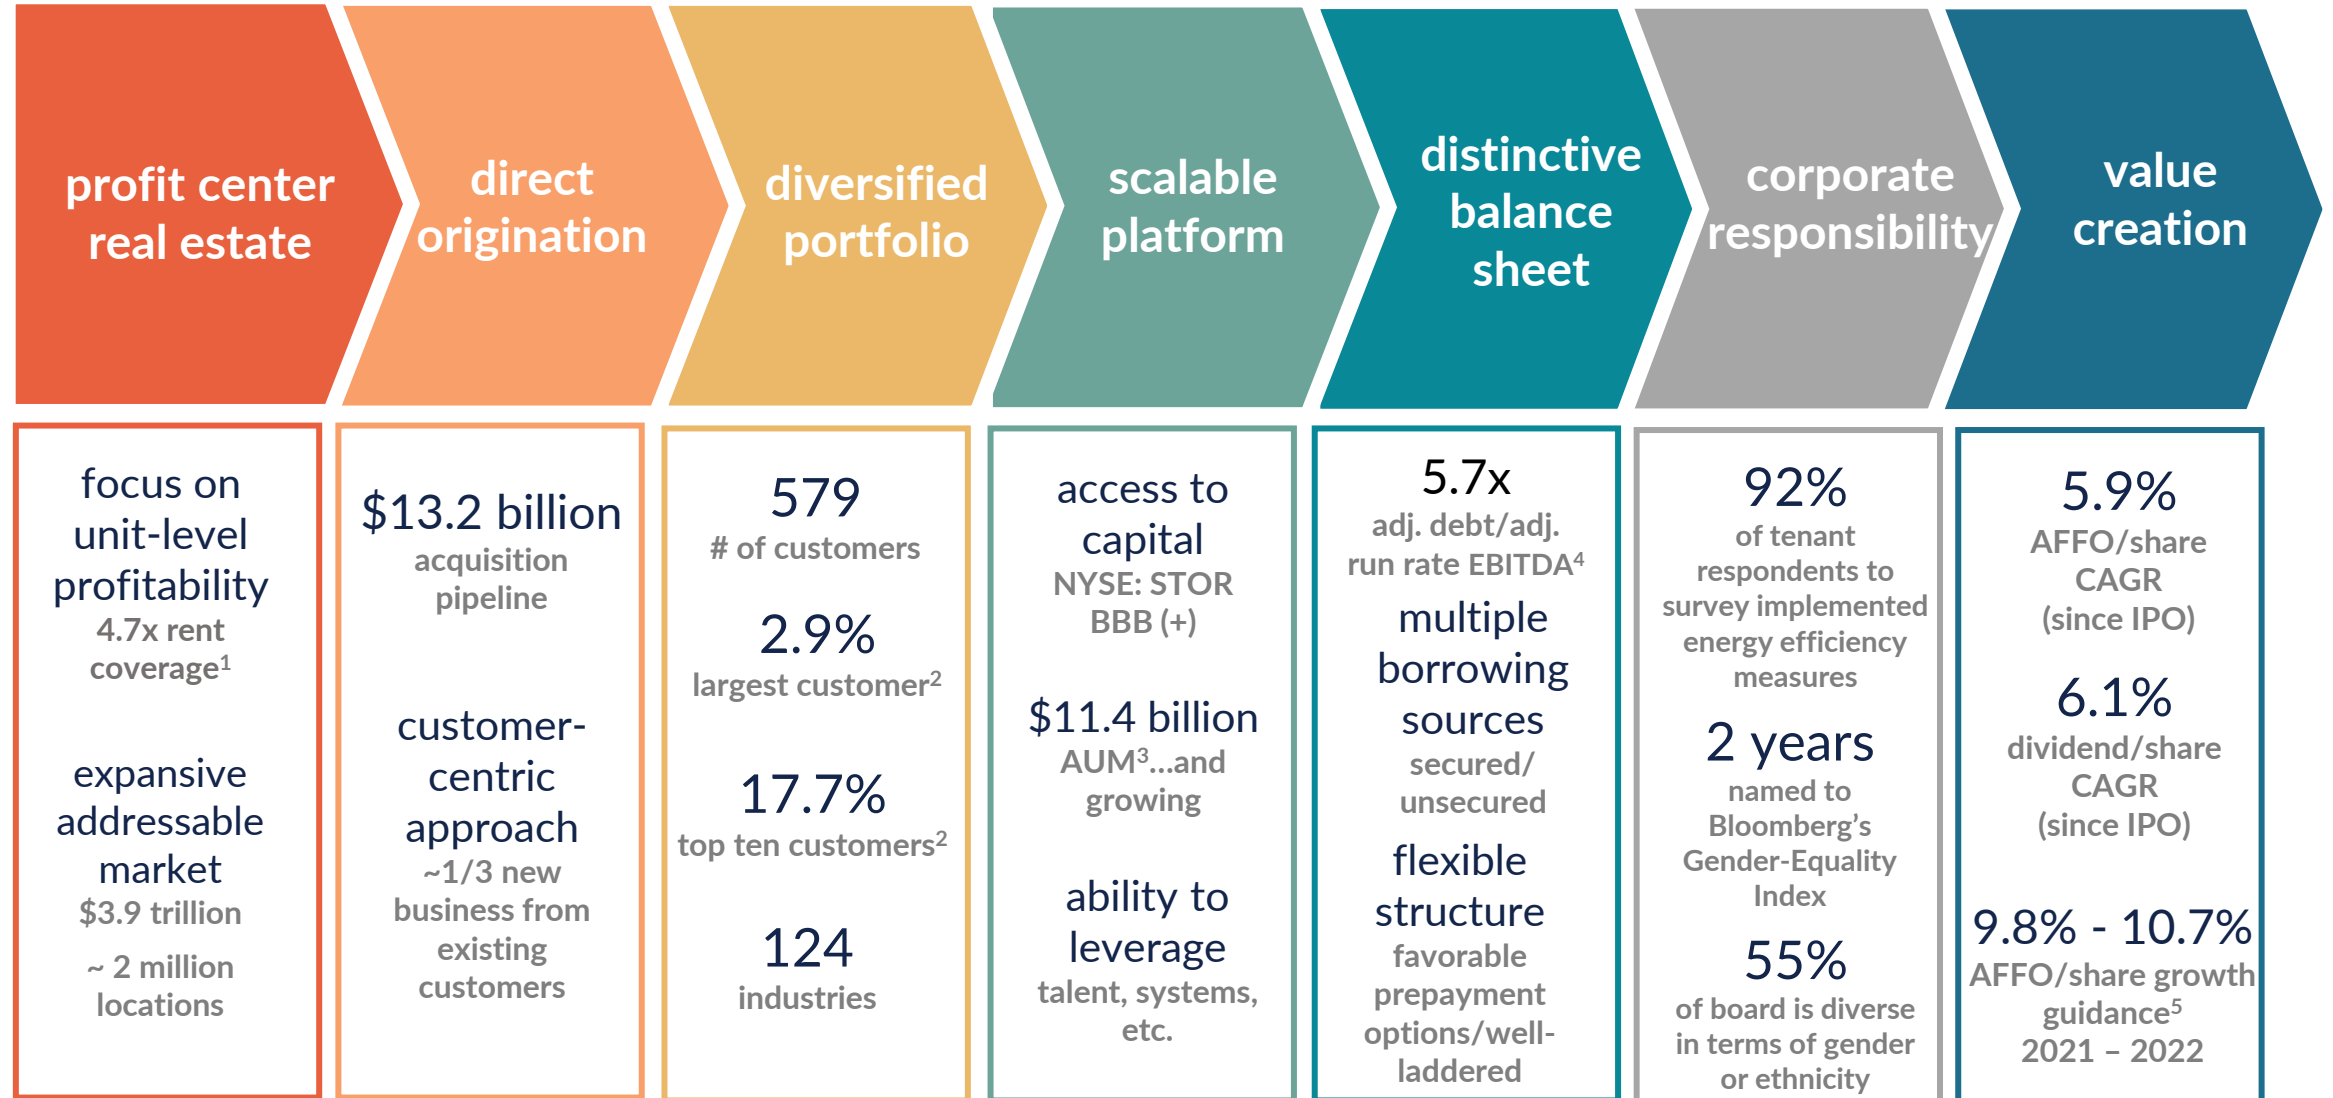 profit center
real estate
direct
origination
diversified
portfolio
scalable
platform
distinctive
balance
sheet
corporate
responsibility
value
creation
focus on
unit-level
profitability
4.7x rent
coverage¹
expansive
addressable
market
$3.9 trillion
~ 2 million
locations
$13.2 billion
acquisition
pipeline
customer-
centric
approach
~1/3 new
business from
existing
customers
579
# of customers
2.9%
largest customer²
17.7%
top ten customers²
124
industries
access to
capital
NYSE: STOR
BBB (+)
$11.4 billion
AUM³...and
growing
ability to
leverage
talent, systems,
etc.
5.7x
adj. debt/adj.
run rate EBITDA⁴
multiple
borrowing
sources
secured/
unsecured
flexible
structure
favorable
prepayment
options/well-
laddered
92%
of tenant
respondents to
survey implemented
energy efficiency
measures
2 years
named to
Bloomberg’s
Gender-Equality
Index
55%
of board is diverse
in terms of gender
or ethnicity
5.9%
AFFO/share
CAGR
(since IPO)
6.1%
dividend/share
CAGR
(since IPO)
9.8% - 10.7%
AFFO/share growth
guidance⁵
2021 – 2022